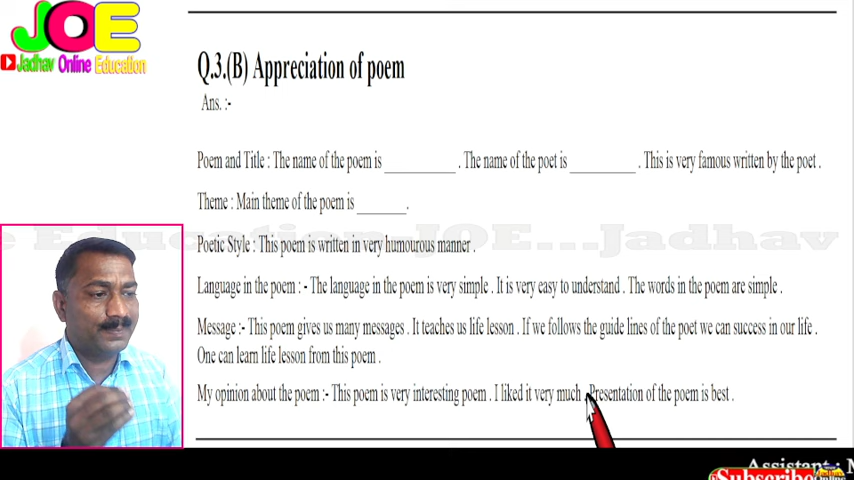 JOE
Jadhav Online Education
Q.3.(B) Appreciation of poem
Ans. :-
Poem and Title : The name of the poem is ___________ . The name of the poet is __________ . This is very famous written by the poet .
Theme : Main theme of the poem is _______.
e Education-JOE...Jadhav
Poetic Style : This poem is written in very humourous manner .
Language in the poem : - The language in the poem is very simple . It is very easy to understand . The words in the poem are simple .
Message :- This poem gives us many messages . It teaches us life lesson . If we follows the guide lines of the poet we can success in our life .
One can learn life lesson from this poem .
My opinion about the poem :- This poem is very interesting poem . I liked it very much . Presentation of the poem is best .
Assistant : M
Subscribe